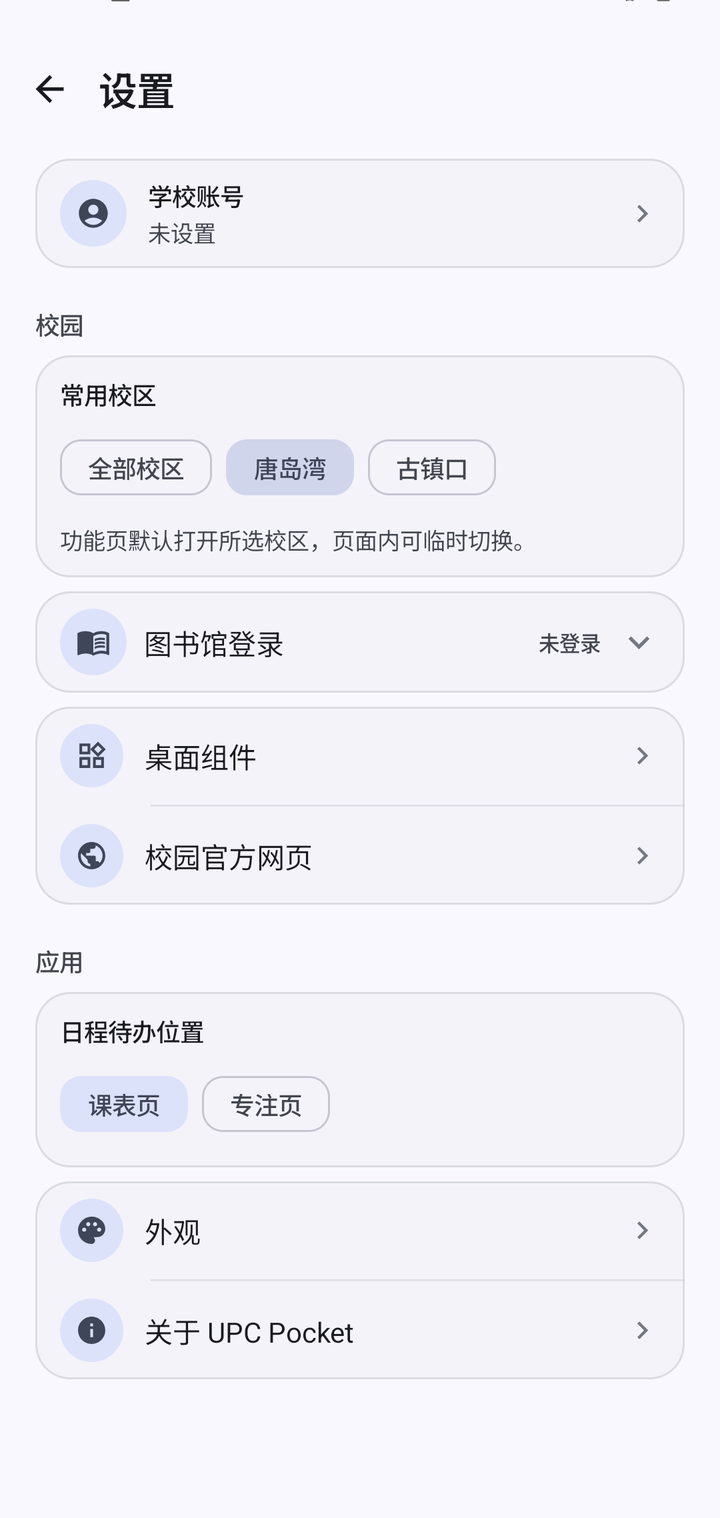 设置
学校账号
未设置
校园
常用校区
全部校区
唐岛湾
古镇口
功能页默认打开所选校区，页面内可临时切换。
图书馆登录
未登录
桌面组件
校园官方网页
应用
日程待办位置
课表页
专注页
外观
关于 UPC Pocket